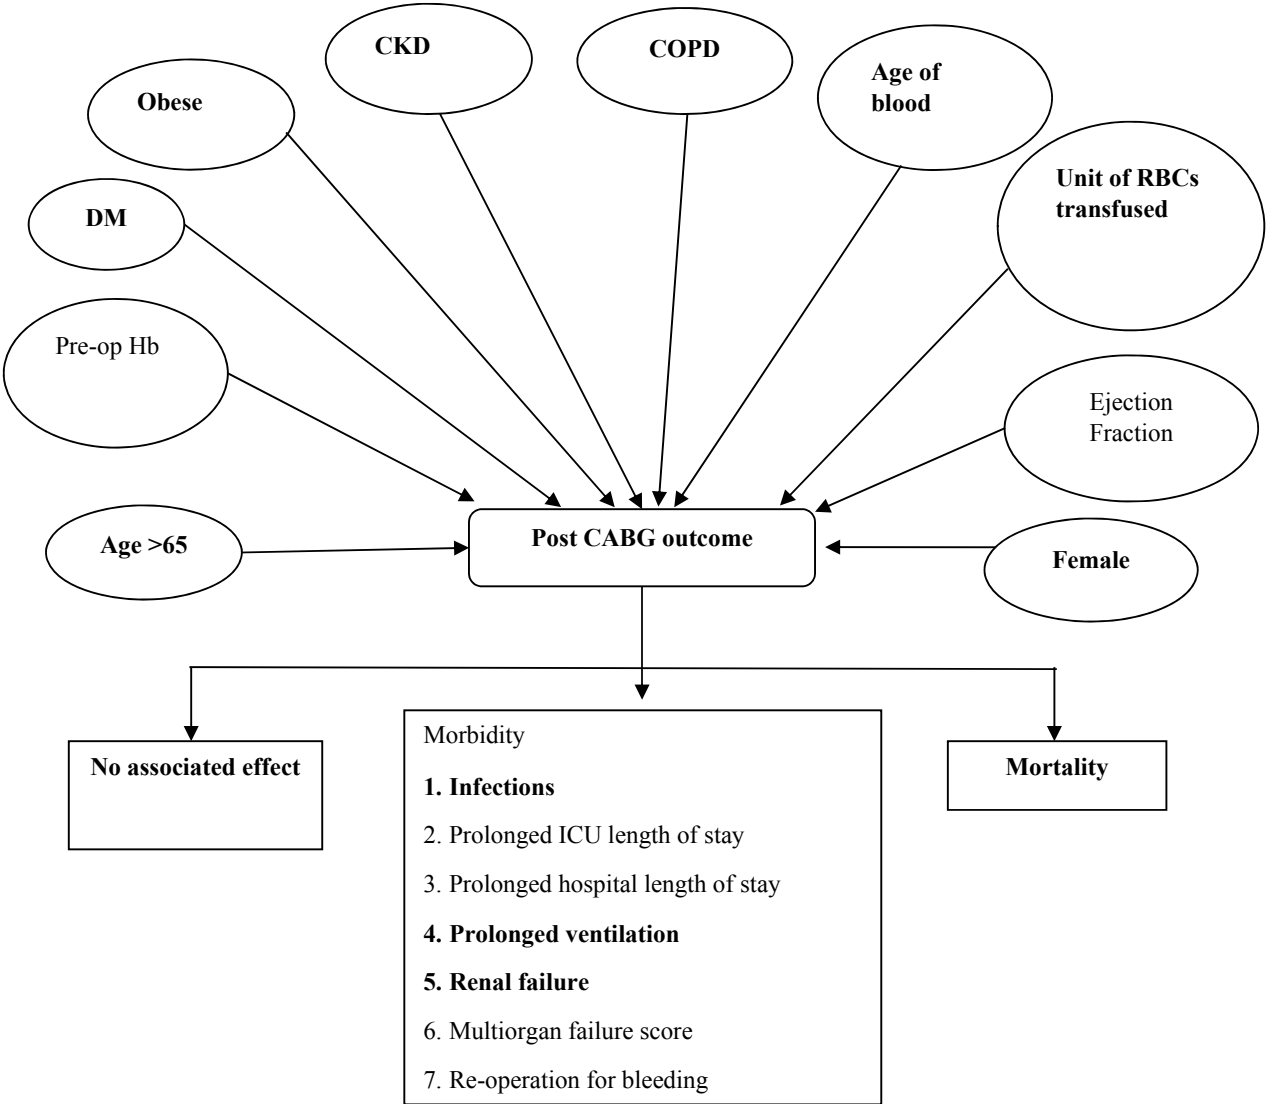 CKD
COPD
Age of
blood
Obese
Unit of RBCs
transfused
DM
Pre-op Hb
Ejection
Fraction
Age >65
Post CABG outcome
Female
No associated effect
Morbidity
1. Infections
2. Prolonged ICU length of stay
3. Prolonged hospital length of stay
4. Prolonged ventilation
5. Renal failure
6. Multiorgan failure score
7. Re-operation for bleeding
Mortality